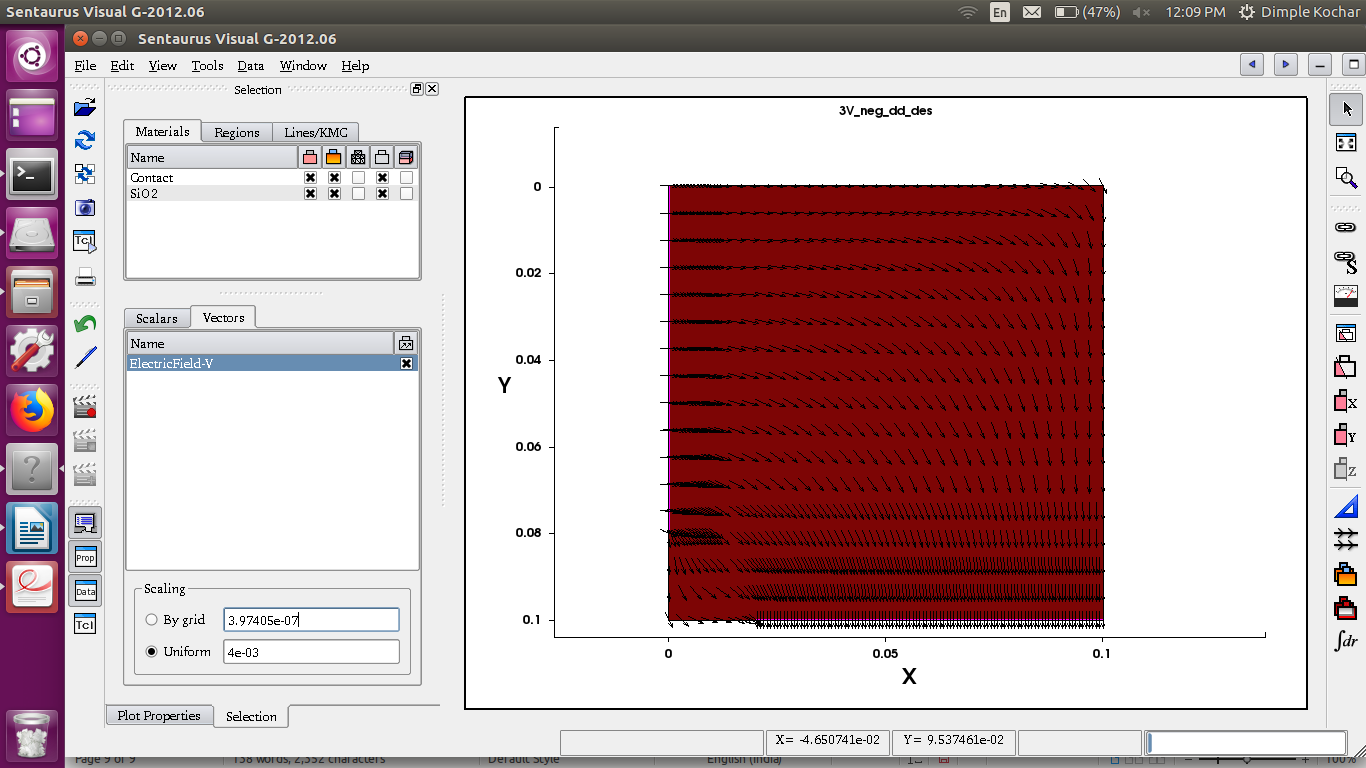 Sentaurus Visual G-2012.06
En
(47%)
12:09 PM
Dimple Kochar
Sentaurus Visual G-2012.06
File Edit View Tools Data Window Help
Selection
Materials Regions Lines/KMC
Name
Contact
SiO2
Scalars Vectors
Name
ElectricField-V
Scaling
By grid 3.97405e-07
Uniform 4e-03
Plot Properties Selection
Tcl
Prop
Data
Tcl
3V_neg_dd_des
0
0.02
0.04
0.06
0.08
0.1
Y
0 0.05 0.1
X
S
X
Y
Z
∫dr
X= -4.650741e-02 Y= 9.537461e-02
Page 9 of 9 138 words, 2,352 characters Default Style English (India) 100%